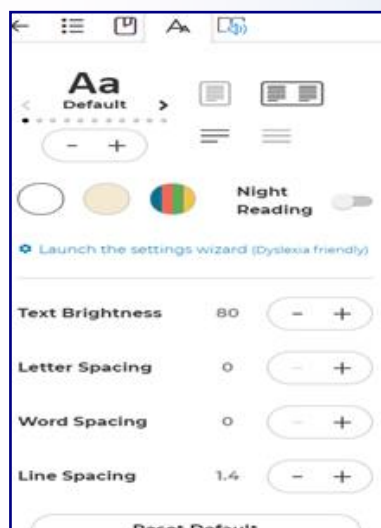 Aa
Default
- +
Night
Reading
Launch the settings wizard (Dyslexia friendly)
Text Brightness 80 - +
Letter Spacing 0 - +
Word Spacing 0 - +
Line Spacing 1.4 - +
Reset Default